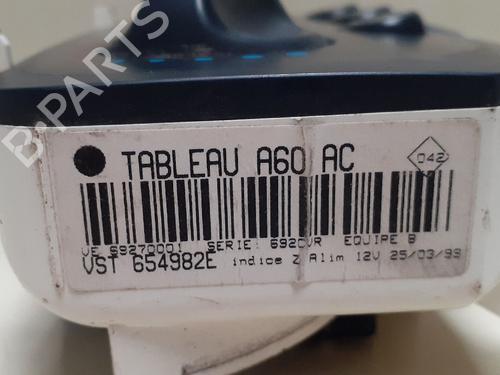 B-PARTS
TABLEAU A60 AC
042
VE 69270001 SERIE: 692CVR EQUIPE B
VST 654982E indice Z Alim 12V 25/03/99